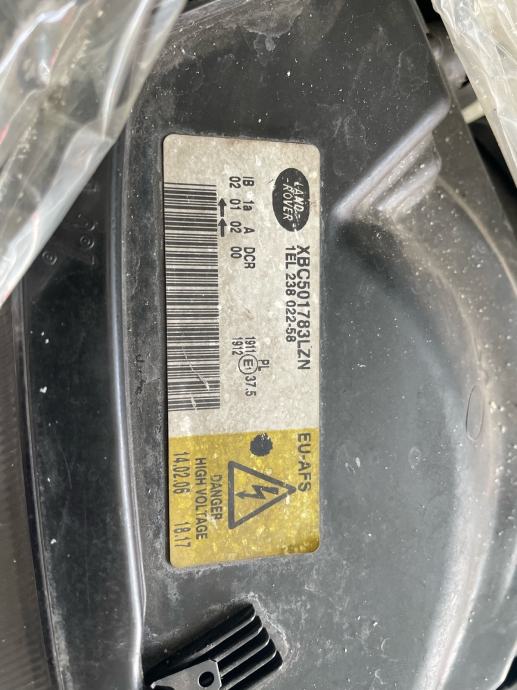 LAND-
ROVER
XBC501783LZN
1EL 238 022-58
IB 1a A DCR
02 01 02 00
PL
1911 E1 37.5
1912
EU-AFS
DANGER
HIGH VOLTAGE
14.02.06 18.17